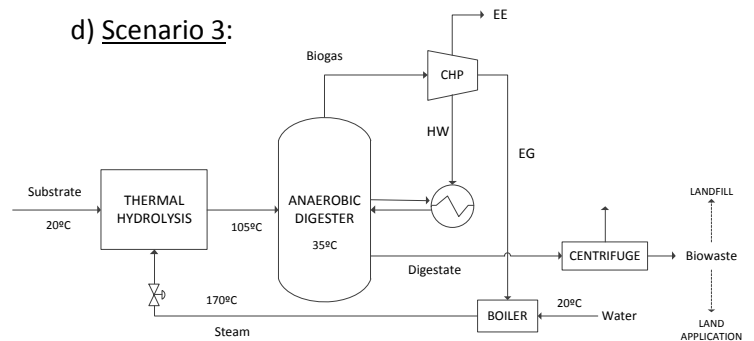 d) Scenario 3:
EE
Biogas
CHP
HW
EG
Substrate
20ºC
THERMAL
HYDROLYSIS
105ºC
ANAEROBIC
DIGESTER
35ºC
LANDFILL
CENTRIFUGE
Biowaste
Digestate
170ºC
Steam
BOILER
20ºC
Water
LAND
APPLICATION